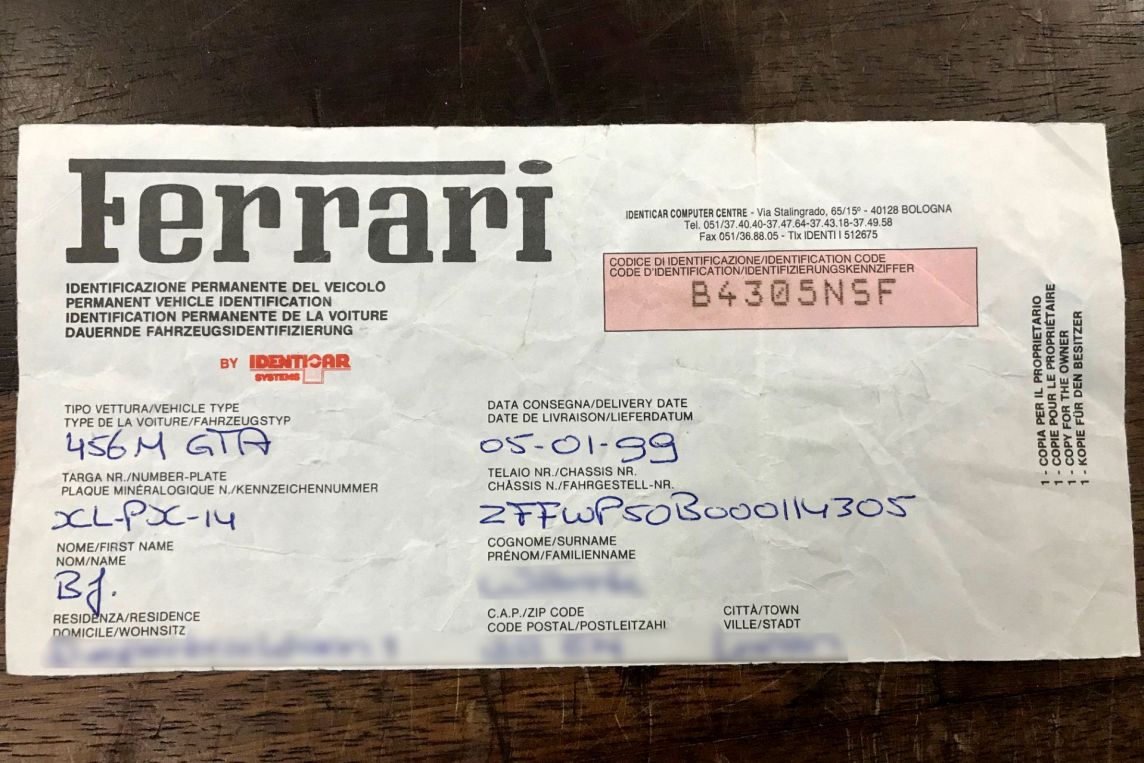 Ferrari
IDENTIFICAZIONE PERMANENTE DEL VEICOLO
PERMANENT VEHICLE IDENTIFICATION
IDENTIFICATION PERMANENTE DE LA VOITURE
DAUERNDE FAHRZEUGSIDENTIFIZIERUNG
BY IDENTICAR
SYSTEMS
IDENTICAR COMPUTER CENTRE - Via Stalingrado, 65/15º - 40128 BOLOGNA
Tel. 051/37.40.40-37.47.64-37.43.18-37.49.58
Fax 051/36.88.05 - Tlx IDENTI I 512675
CODICE DI IDENTIFICAZIONE/IDENTIFICATION CODE
CODE D'IDENTIFICATION/IDENTIFIZIERUNGSKENNZIFFER
B4305NSF
TIPO VETTURA/VEHICLE TYPE
TYPE DE LA VOITURE/FAHRZEUGSTYP
456M GTA
DATA CONSEGNA/DELIVERY DATE
DATE DE LIVRAISON/LIEFERDATUM
05-01-99
TARGA NR./NUMBER-PLATE
PLAQUE MINÉRALOGIQUE N./KENNZEICHENNUMMER
XL-PX-14
TELAIO NR./CHASSIS NR.
CHÂSSIS N./FAHRGESTELL-NR.
ZFFWP50B000114305
NOME/FIRST NAME
NOM/NAME
B.J.
COGNOME/SURNAME
PRÉNOM/FAMILIENNAME
RESIDENZA/RESIDENCE
DOMICILE/WOHNSITZ
C.A.P./ZIP CODE
CODE POSTAL/POSTLEITZAHL
CITTÀ/TOWN
VILLE/STADT
1 - COPIA PER IL PROPRIETARIO
1 - COPIE POUR LE PROPRIÉTAIRE
1 - COPY FOR THE OWNER
1 - KOPIE FÜR DEN BESITZER